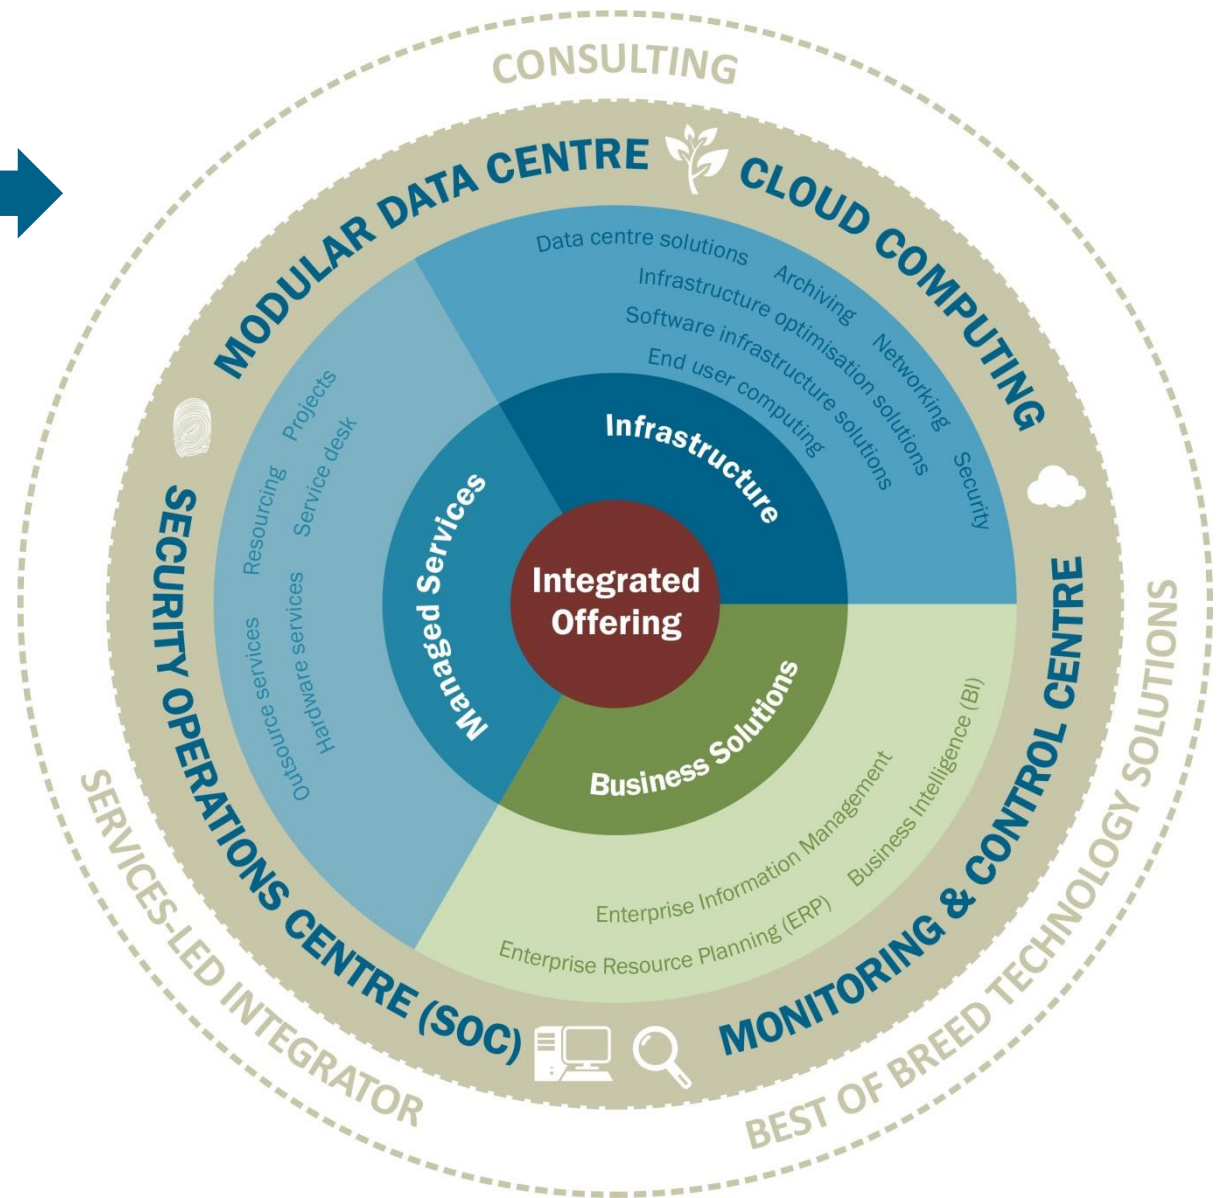 CONSULTING
MODULAR DATA CENTRE
CLOUD COMPUTING
Data centre solutions
Archiving
Networking
Security
Infrastructure optimisation solutions
Software infrastructure solutions
End user computing
Infrastructure
Projects
Service desk
Resourcing
Hardware services
Outsource services
Managed Services
Integrated
Offering
Business Solutions
Enterprise Information Management
Business Intelligence (BI)
Enterprise Resource Planning (ERP)
SECURITY OPERATIONS CENTRE (SOC)
MONITORING & CONTROL CENTRE
SERVICES-LED INTEGRATOR
BEST OF BREED TECHNOLOGY SOLUTIONS